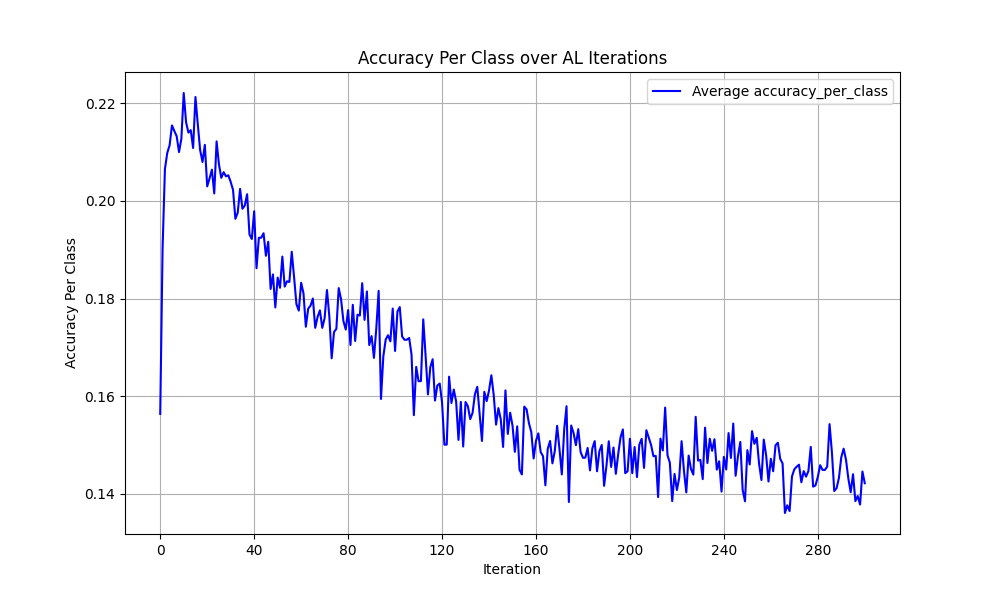 Accuracy Per Class over AL Iterations
Average accuracy_per_class
0.22
0.20
0.18
0.16
0.14
Accuracy Per Class
0 40 80 120 160 200 240 280
Iteration